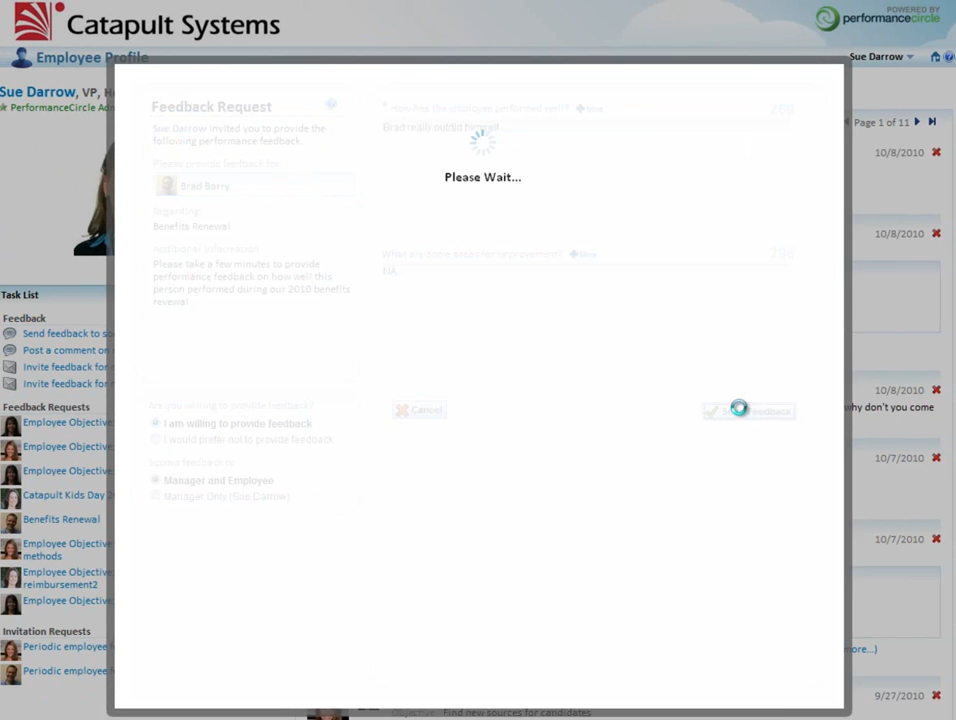 Catapult Systems
POWERED BY
performancecircle
Employee Profile
Sue Darrow
Sue Darrow, VP, H
PerformanceCircle Ad
Page 1 of 11
10/8/2010
10/8/2010
10/8/2010
why don't you come
10/7/2010
10/7/2010
ore...)
9/27/2010
Task List
Feedback
Send feedback to so
Post a comment on
Invite feedback for
Invite feedback for
Feedback Requests
Employee Objective
Employee Objective
Employee Objective
Catapult Kids Day 2
Benefits Renewal
Employee Objective
methods
Employee Objective
reimbursement2
Employee Objective
Invitation Requests
Periodic employee f
Periodic employee f
Feedback Request
Sue Darrow invited you to provide the
following performance feedback.
Please provide feedback for:
Brad Berry
Regarding:
Benefits Renewal
Additional Information
Please take a few minutes to provide
performance feedback on how well this
person performed during our 2010 benefits
revewal
Are you willing to provide feedback?
I am willing to provide feedback
I would prefer not to provide feedback
Submit feedback to:
Manager and Employee
Manager Only (Sue Darrow)
* How has the employee performed well?
Brad really outdid himself
Please Wait...
What are some areas for improvement?
NA
Cancel
Feedback
Objective - Find new sources for candidates